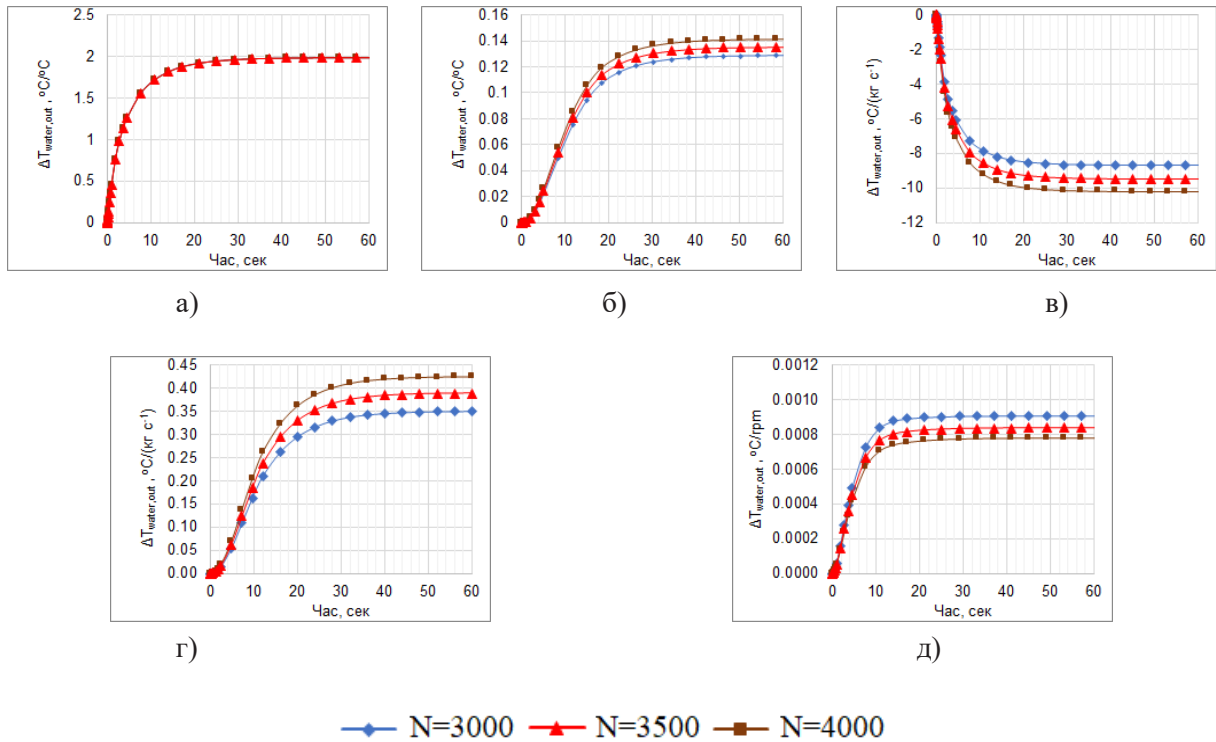 ΔT_water,out , °C/°C
2.5
2
1.5
1
0.5
0
0 10 20 30 40 50 60
Час, сек
а)
ΔT_water,out , °C/°C
0.16
0.14
0.12
0.10
0.08
0.06
0.04
0.02
0
0 10 20 30 40 50 60
Час, сек
б)
ΔT_water,out , °C/(кг с⁻¹)
0
-2
-4
-6
-8
-10
-12
0 10 20 30 40 50 60
Час, сек
в)
ΔT_water,out , °C/(кг с⁻¹)
0.45
0.40
0.35
0.30
0.25
0.20
0.15
0.10
0.05
0.00
0 10 20 30 40 50 60
Час, сек
г)
ΔT_water,out , °C/rpm
0.0012
0.0010
0.0008
0.0006
0.0004
0.0002
0.0000
0 10 20 30 40 50 60
Час, сек
д)
N=3000 N=3500 N=4000